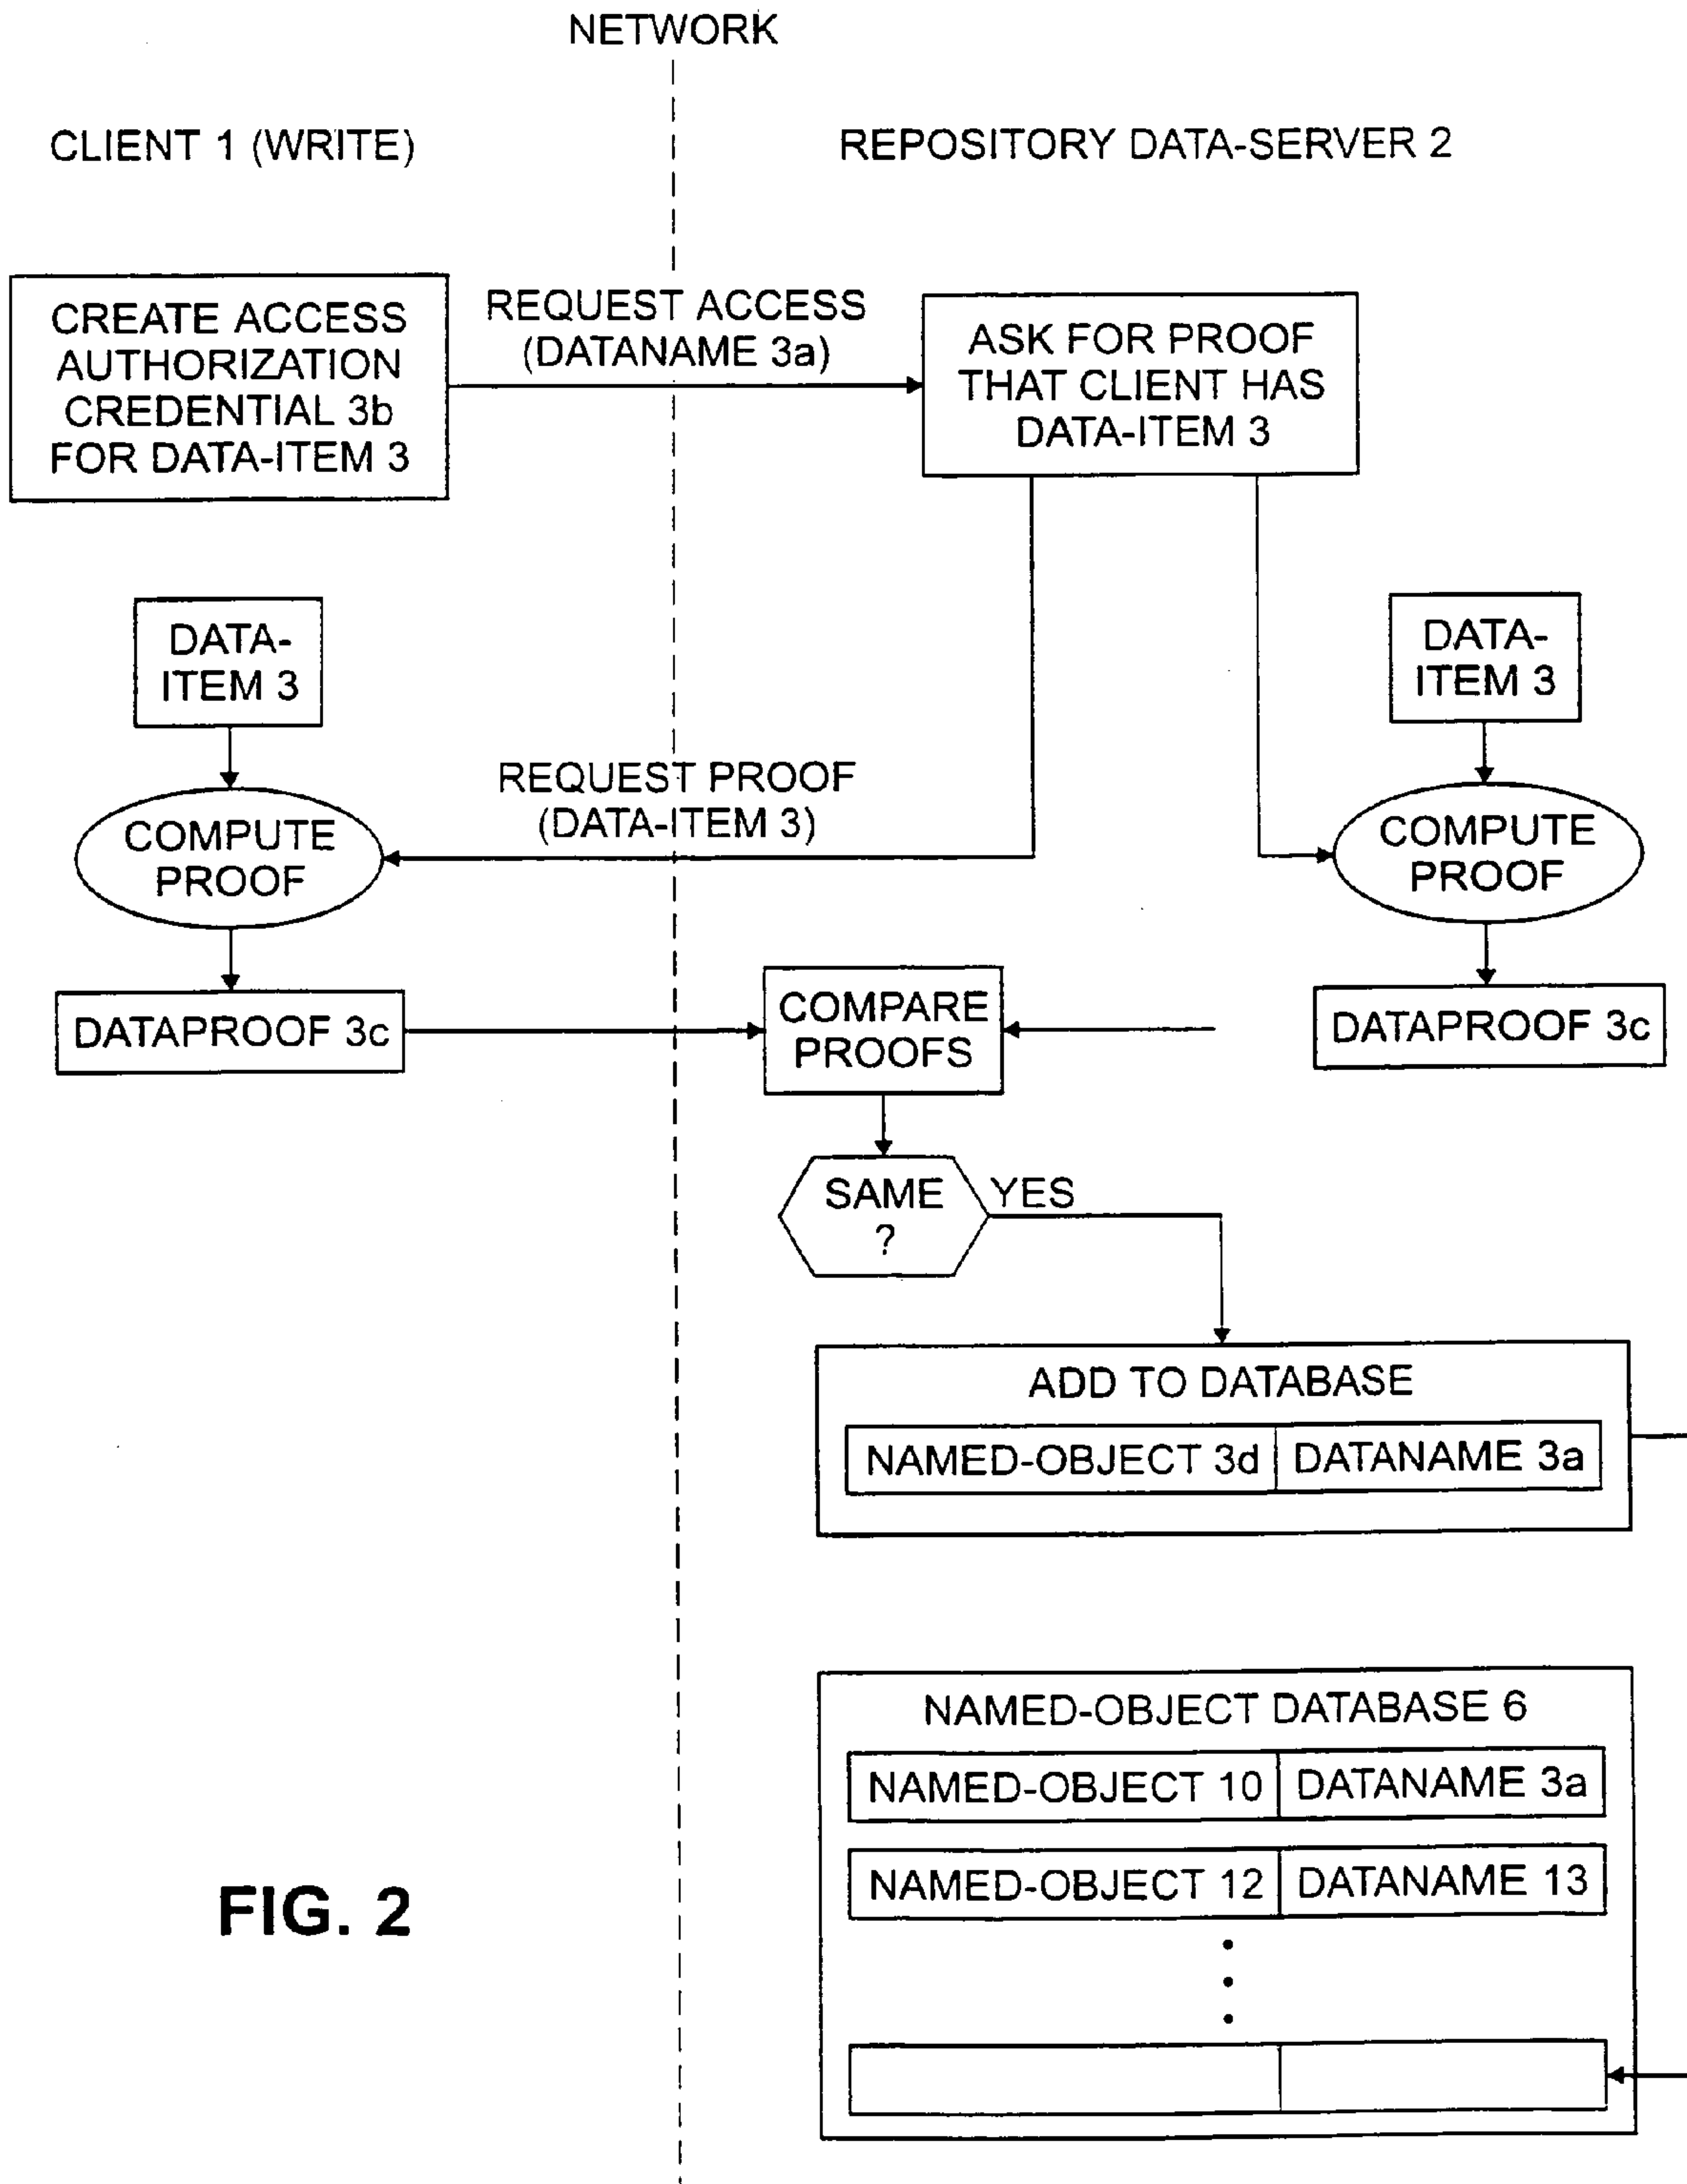 NETWORK
CLIENT 1 (WRITE)
REPOSITORY DATA-SERVER 2
CREATE ACCESS
AUTHORIZATION
CREDENTIAL 3b
FOR DATA-ITEM 3
REQUEST ACCESS
(DATANAME 3a)
ASK FOR PROOF
THAT CLIENT HAS
DATA-ITEM 3
DATA-
ITEM 3
DATA-
ITEM 3
REQUEST PROOF
(DATA-ITEM 3)
COMPUTE
PROOF
COMPUTE
PROOF
DATAPROOF 3c
COMPARE
PROOFS
DATAPROOF 3c
SAME
?
YES
ADD TO DATABASE
NAMED-OBJECT 3d DATANAME 3a
NAMED-OBJECT DATABASE 6
NAMED-OBJECT 10 DATANAME 3a
NAMED-OBJECT 12 DATANAME 13
FIG. 2